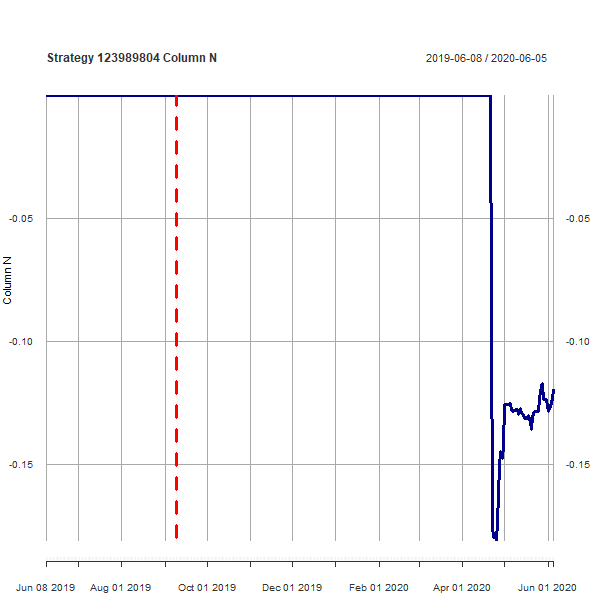 Strategy 123989804 Column N
2019-06-08 / 2020-06-05
-0.05
-0.05
Column N
-0.10
-0.10
-0.15
-0.15
Jun 08 2019
Aug 01 2019
Oct 01 2019
Dec 01 2019
Feb 01 2020
Apr 01 2020
Jun 01 2020